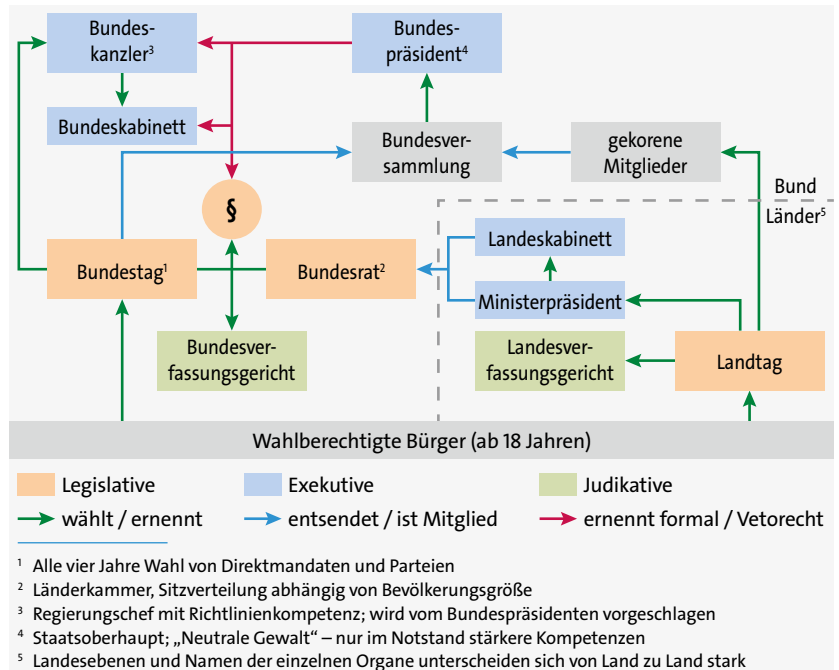 Bundes-
kanzler³
Bundes-
präsident⁴
Bundeskabinett
Bundesver-
sammlung
gekorene
Mitglieder
Bund
Länder⁵
§
Landeskabinett
Bundestag¹
Bundesrat²
Ministerpräsident
Bundesver-
fassungsgericht
Landesver-
fassungsgericht
Landtag
Wahlberechtigte Bürger (ab 18 Jahren)
Legislative
Exekutive
Judikative
wählt / ernennt
entsendet / ist Mitglied
ernennt formal / Vetorecht
¹ Alle vier Jahre Wahl von Direktmandaten und Parteien
² Länderkammer, Sitzverteilung abhängig von Bevölkerungsgröße
³ Regierungschef mit Richtlinienkompetenz; wird vom Bundespräsidenten vorgeschlagen
⁴ Staatsoberhaupt; „Neutrale Gewalt“ – nur im Notstand stärkere Kompetenzen
⁵ Landesebenen und Namen der einzelnen Organe unterscheiden sich von Land zu Land stark